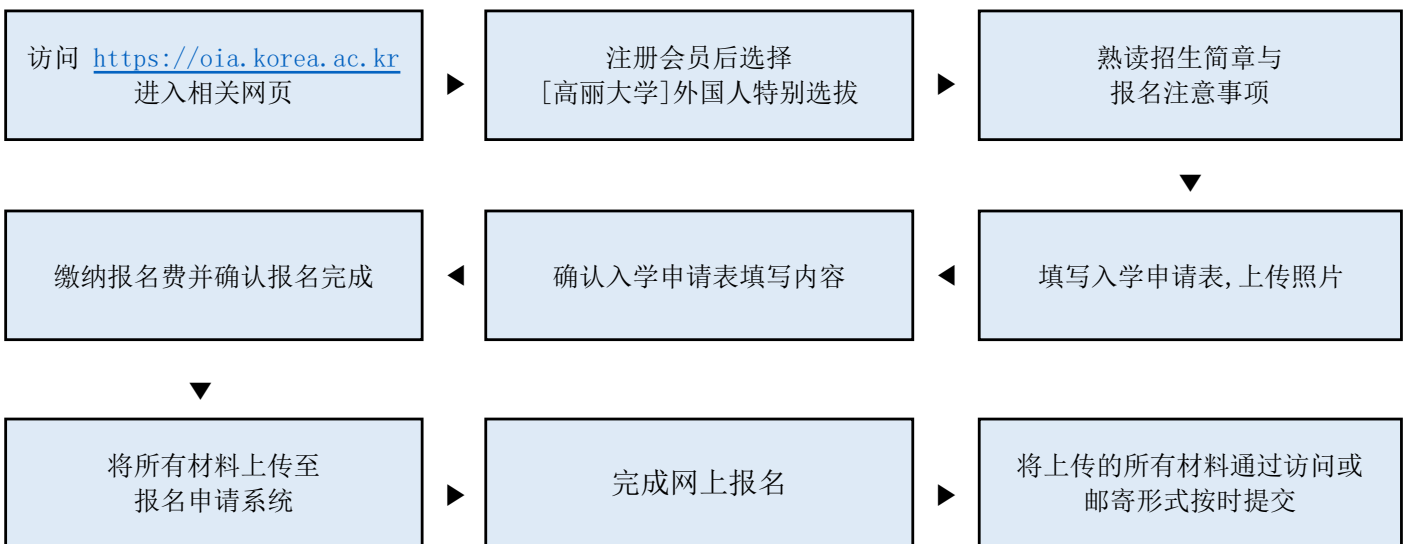 访问 https://oia.korea.ac.kr
进入相关网页
▶
注册会员后选择
[高丽大学]外国人特别选拔
▶
熟读招生简章与
报名注意事项
▼
填写入学申请表,上传照片
◀
确认入学申请表填写内容
◀
缴纳报名费并确认报名完成
▼
将所有材料上传至
报名申请系统
▶
完成网上报名
▶
将上传的所有材料通过访问或
邮寄形式按时提交